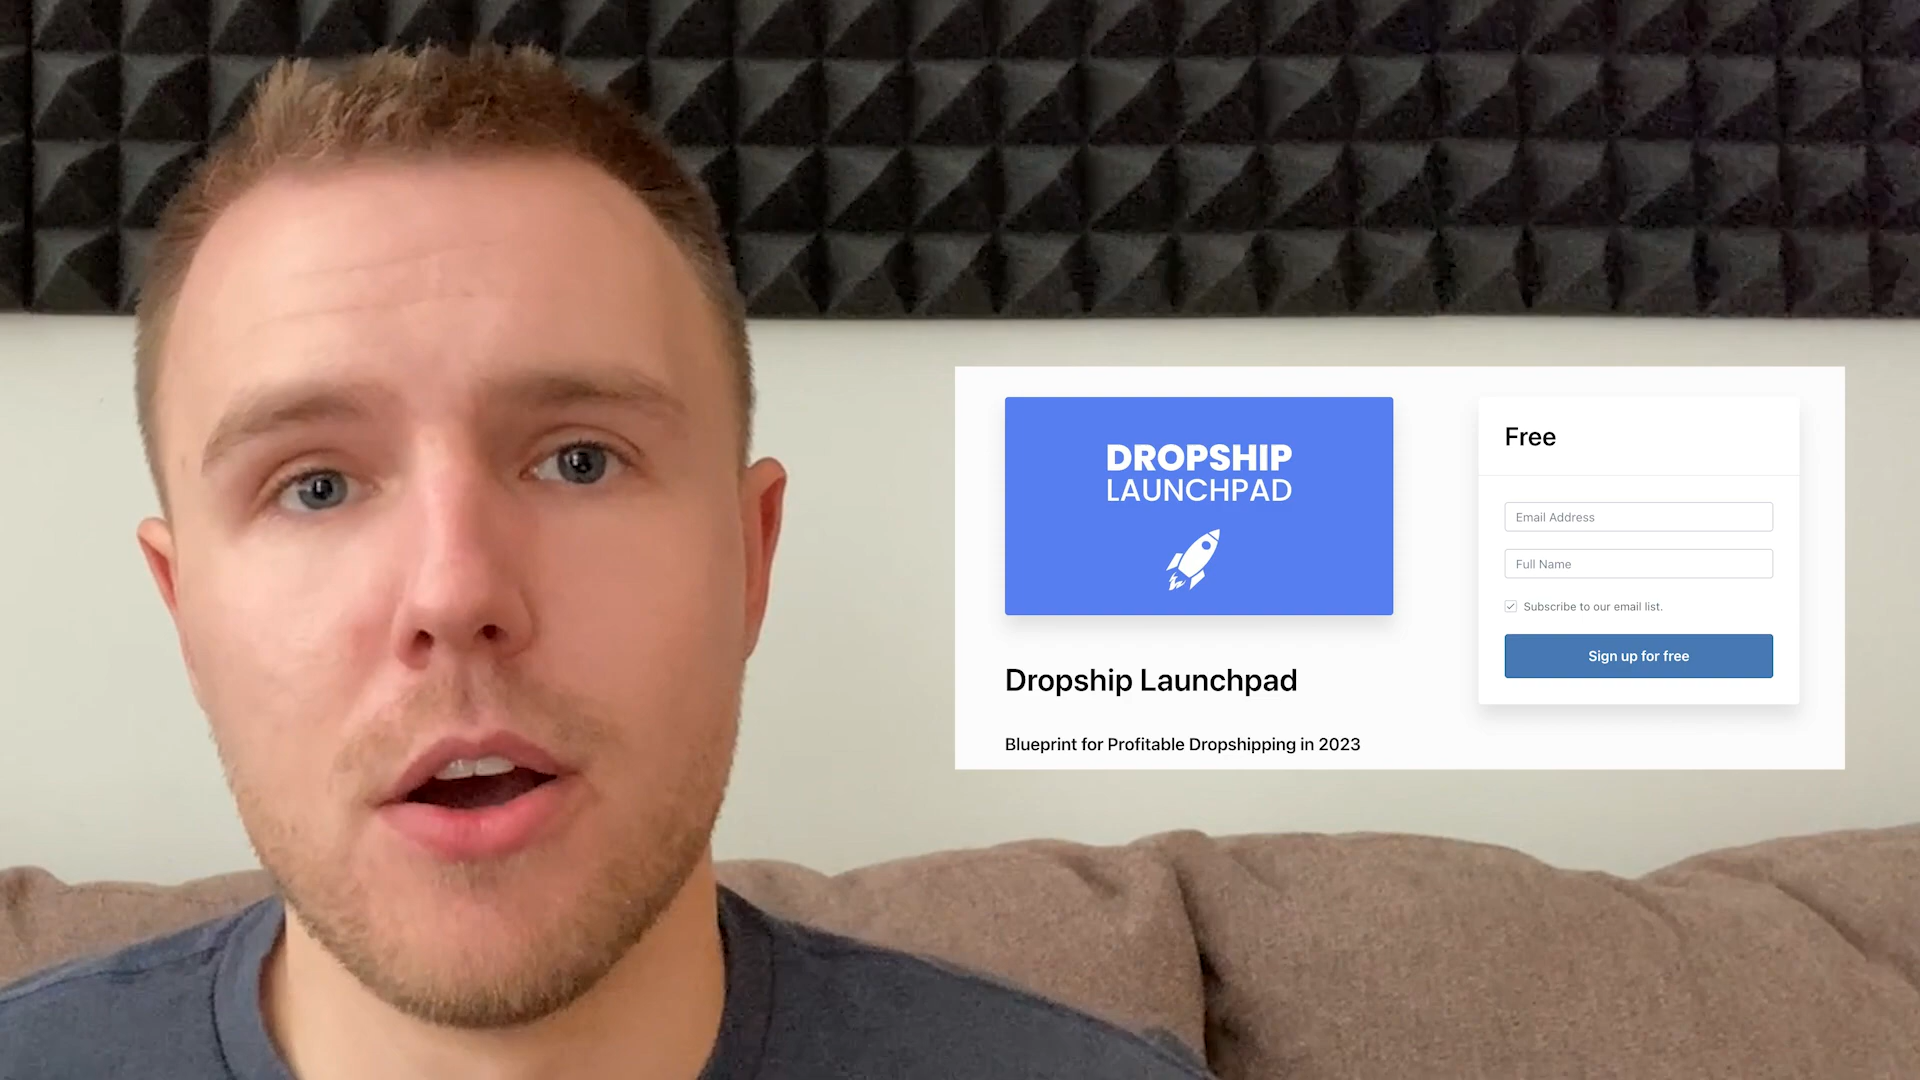 DROPSHIP
LAUNCHPAD
Dropship Launchpad
Blueprint for Profitable Dropshipping in 2023
Free
Email Address
Full Name
Subscribe to our email list.
Sign up for free